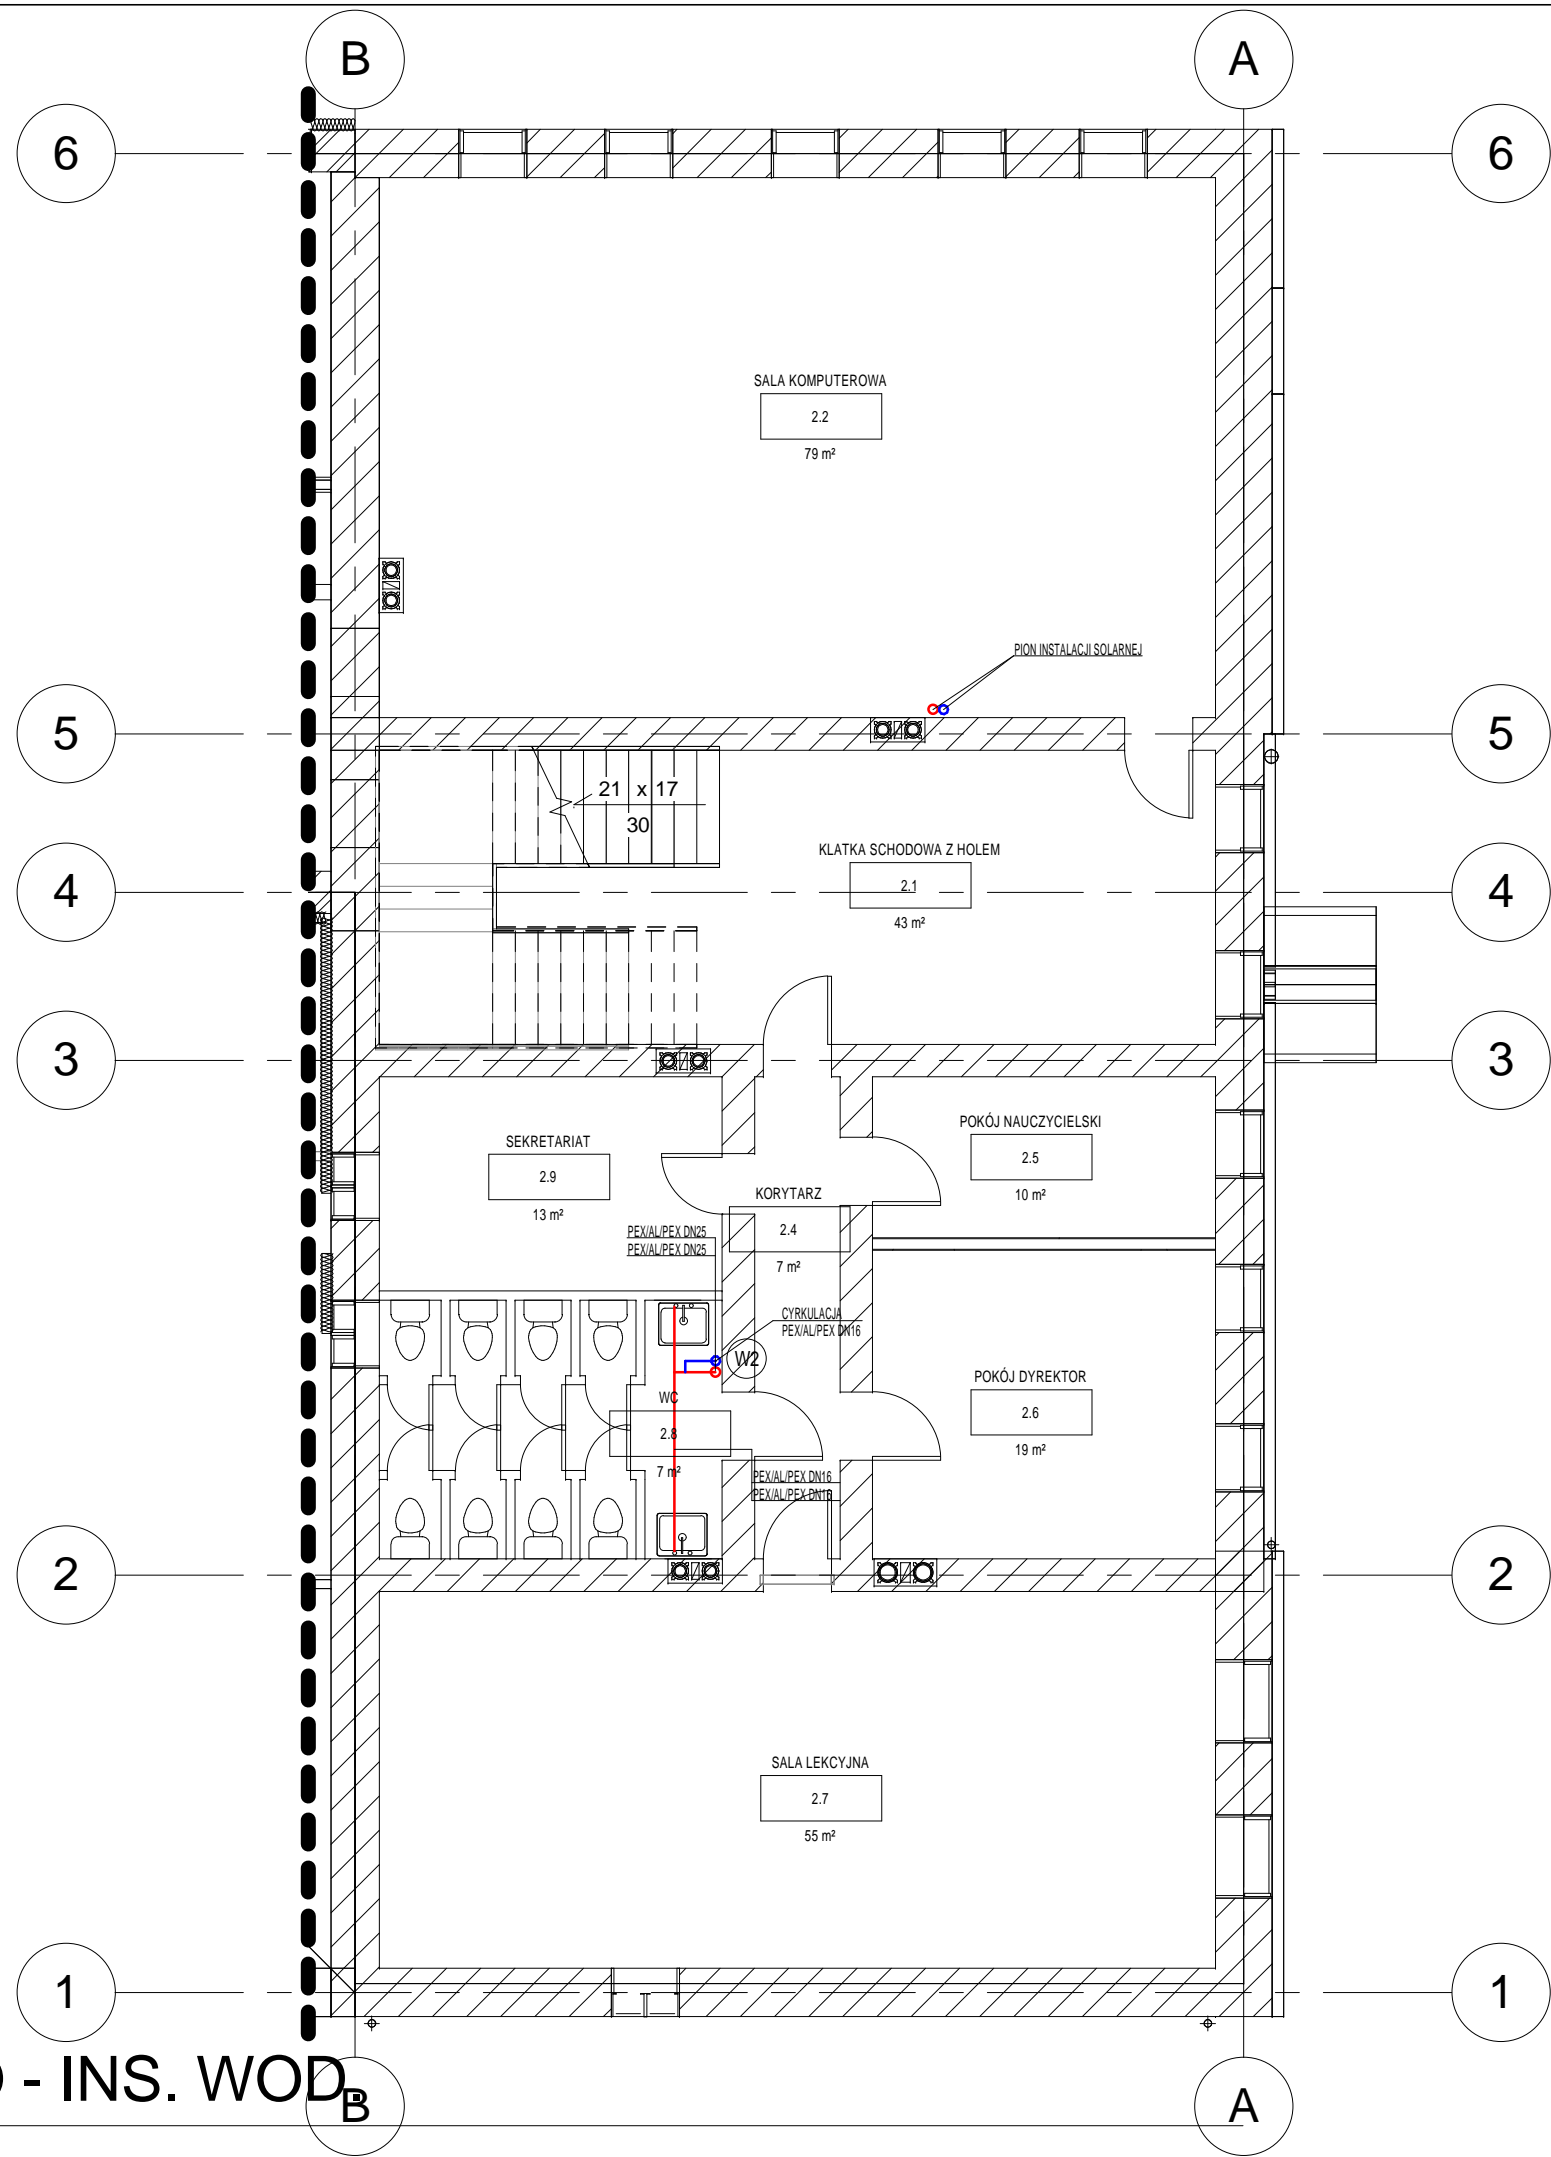 B
A
6
6
SALA KOMPUTEROWA
2.2
79 m²
PION INSTALACJI SOLARNEJ
5
5
21 x 17
30
KLATKA SCHODOWA Z HOLEM
2.1
43 m²
4
4
3
3
SEKRETARIAT
2.9
13 m²
POKÓJ NAUCZYCIELSKI
2.5
10 m²
KORYTARZ
2.4
7 m²
PEX/AL/PEX DN25
PEX/AL/PEX DN25
CYRKULACJA
PEX/AL/PEX DN16
W2
POKÓJ DYREKTOR
2.6
19 m²
WC
2.8
7 m²
PEX/AL/PEX DN16
PEX/AL/PEX DN16
2
2
SALA LEKCYJNA
2.7
55 m²
1
1
- INS. WOD.
B
A